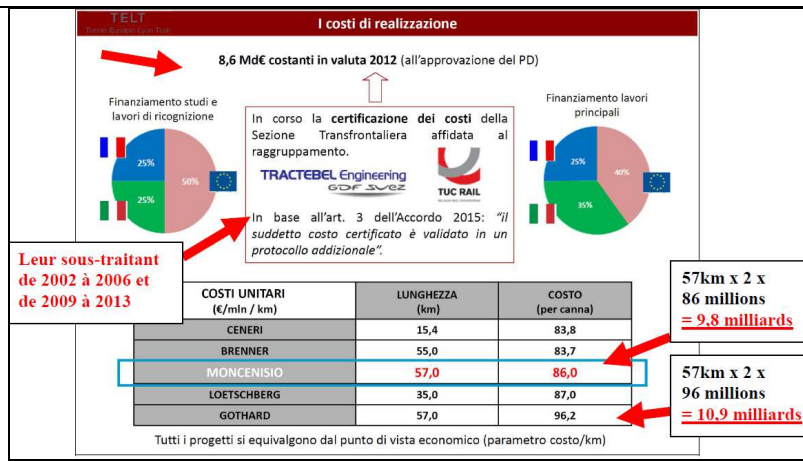 TELT
Tunnel Euralpin Lyon Turin
I costi di realizzazione
8,6 Md€ costanti in valuta 2012 (all'approvazione del PD)
Finanziamento studi e
lavori di ricognizione
25%
50%
25%
In corso la certificazione dei costi della
Sezione Transfrontaliera affidata al
raggruppamento.
TRACTEBEL Engineering
GDF SUEZ
TUC RAIL
In base all'art. 3 dell'Accordo 2015: "il
suddetto costo certificato è validato in un
protocollo addizionale".
Finanziamento lavori
principali
25%
40%
35%
Leur sous-traitant
de 2002 à 2006 et
de 2009 à 2013
COSTI UNITARI LUNGHEZZA COSTO
(€/mln / km) (km) (per canna)
CENERI 15,4 83,8
BRENNER 55,0 83,7
MONCENISIO 57,0 86,0
LOETSCHBERG 35,0 87,0
GOTHARD 57,0 96,2
57km x 2 x
86 millions
= 9,8 milliards
57km x 2 x
96 millions
= 10,9 milliards
Tutti i progetti si equivalgono dal punto di vista economico (parametro costo/km)